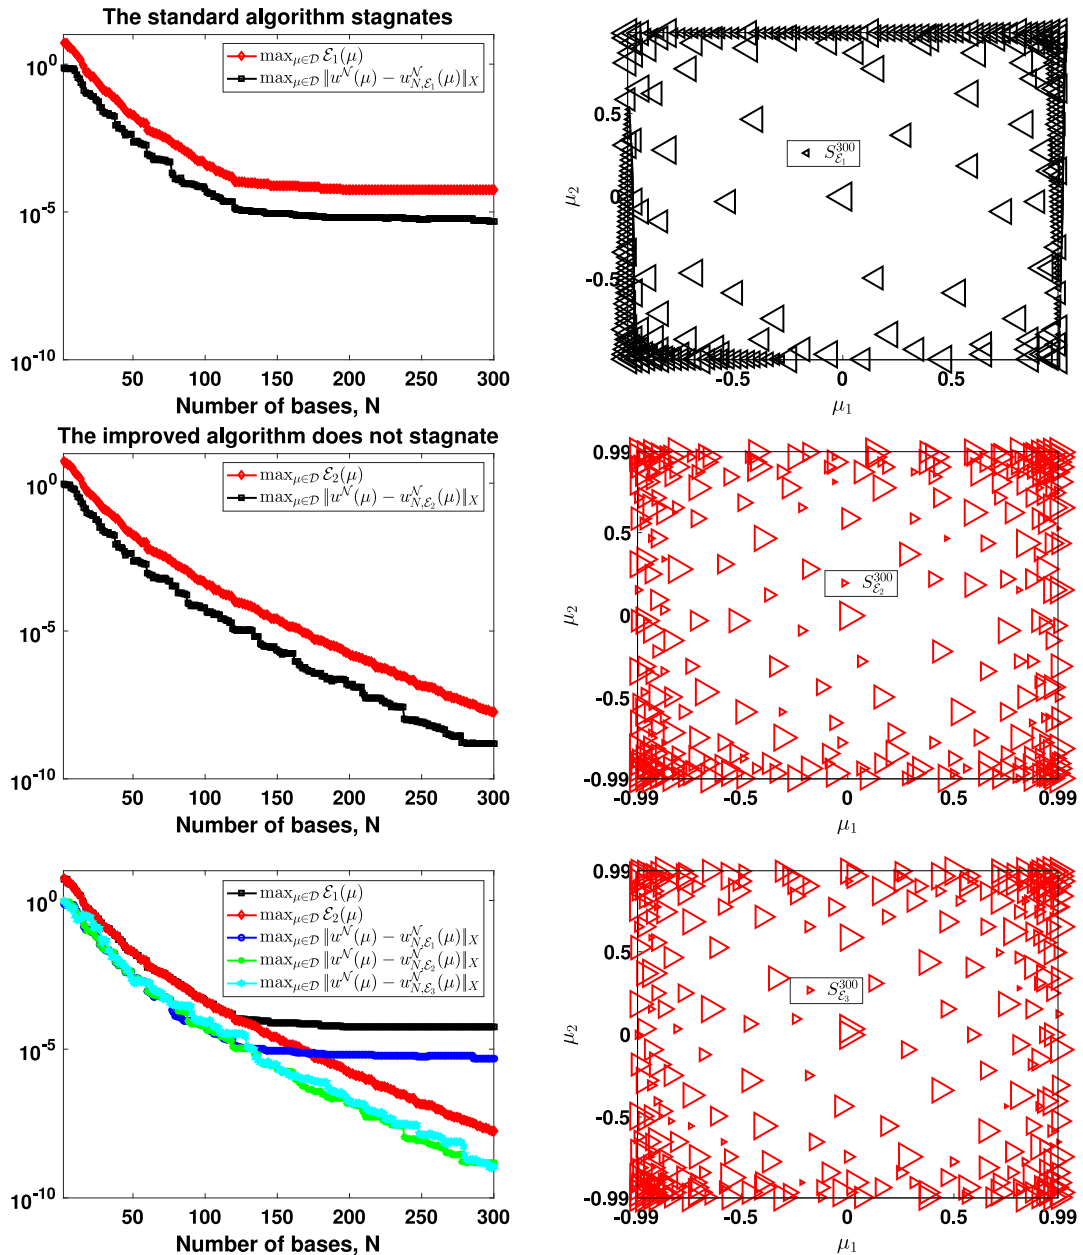 The standard algorithm stagnates
10^0
10^{-5}
10^{-10}
50 100 150 200 250 300
Number of bases, N
max_{μ∈D} ℰ_1(μ)
max_{μ∈D} ‖u^𝒩(μ) − u^𝒩_{N,ℰ_1}(μ)‖_X
0.5
0
-0.5
μ_2
-0.5 0 0.5
μ_1
S^{300}_{ℰ_1}
The improved algorithm does not stagnate
10^0
10^{-5}
10^{-10}
50 100 150 200 250 300
Number of bases, N
max_{μ∈D} ℰ_2(μ)
max_{μ∈D} ‖u^𝒩(μ) − u^𝒩_{N,ℰ_2}(μ)‖_X
0.99
0.5
0
-0.5
-0.99
μ_2
-0.99 -0.5 0 0.5 0.99
μ_1
S^{300}_{ℰ_2}
10^0
10^{-5}
10^{-10}
50 100 150 200 250 300
Number of bases, N
max_{μ∈D} ℰ_1(μ)
max_{μ∈D} ℰ_2(μ)
max_{μ∈D} ‖u^𝒩(μ) − u^𝒩_{N,ℰ_1}(μ)‖_X
max_{μ∈D} ‖u^𝒩(μ) − u^𝒩_{N,ℰ_2}(μ)‖_X
max_{μ∈D} ‖u^𝒩(μ) − u^𝒩_{N,ℰ_3}(μ)‖_X
0.99
0.5
0
-0.5
-0.99
μ_2
-0.99 -0.5 0 0.5 0.99
μ_1
S^{300}_{ℰ_3}